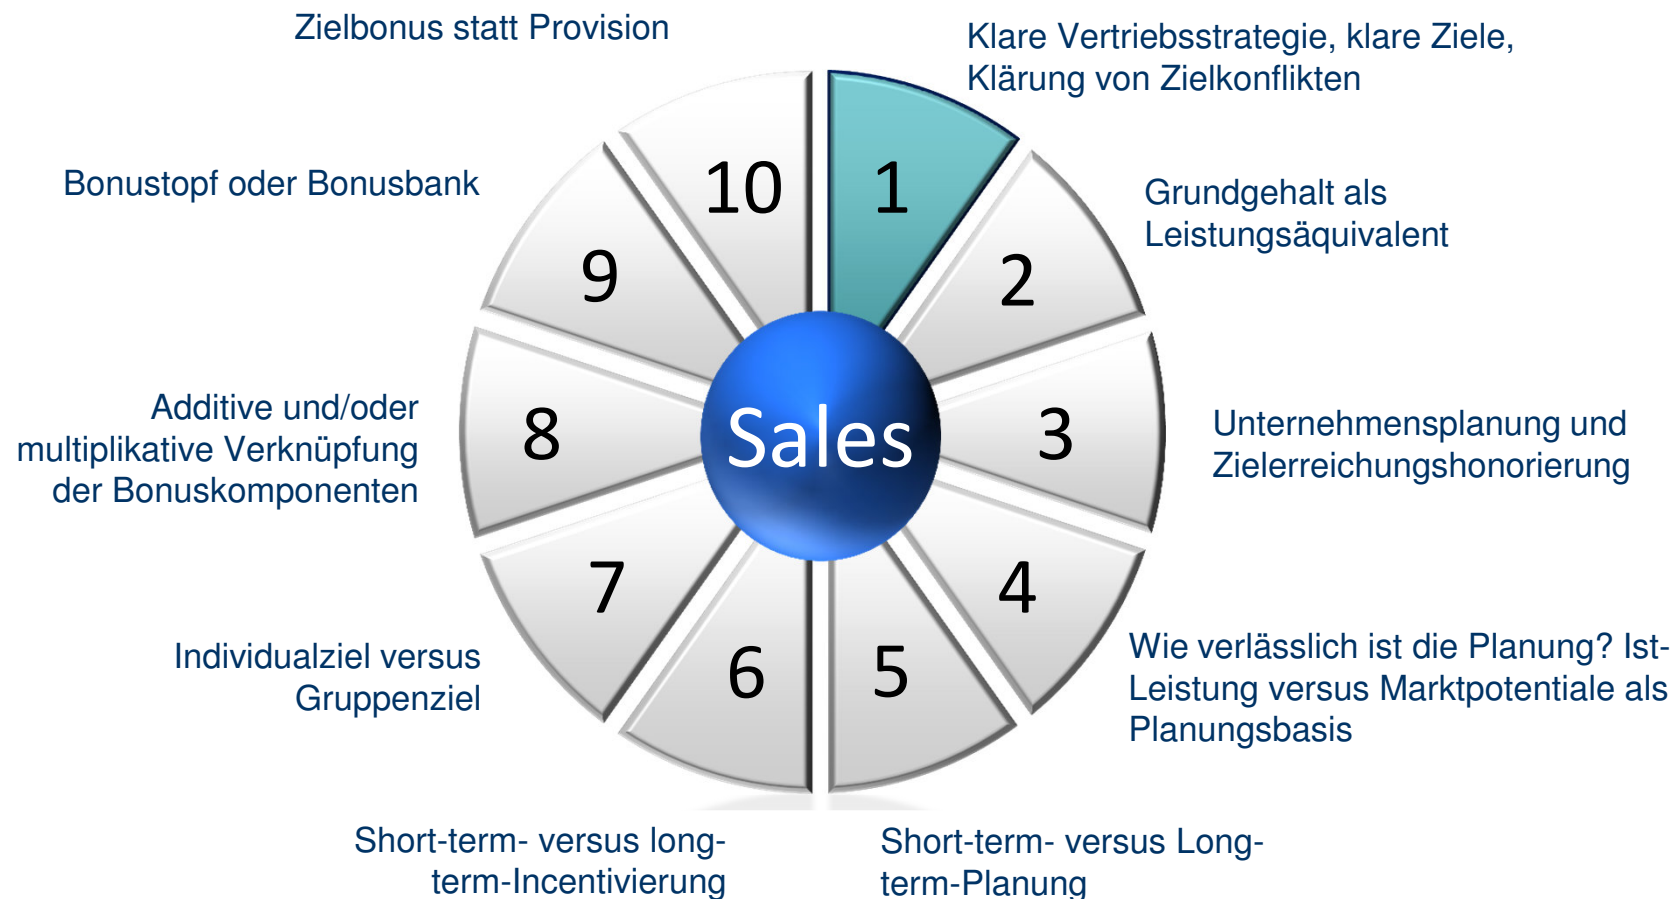 Zielbonus statt Provision
Klare Vertriebsstrategie, klare Ziele,
Klärung von Zielkonflikten
Bonustopf oder Bonusbank
Grundgehalt als
Leistungsäquivalent
10
1
9
2
Additive und/oder
multiplikative Verknüpfung
der Bonuskomponenten
8
Sales
3
Unternehmensplanung und
Zielerreichungshonorierung
7
4
6
5
Individualziel versus
Gruppenziel
Wie verlässlich ist die Planung? Ist-
Leistung versus Marktpotentiale als
Planungsbasis
Short-term- versus long-
term-Incentivierung
Short-term- versus Long-
term-Planung